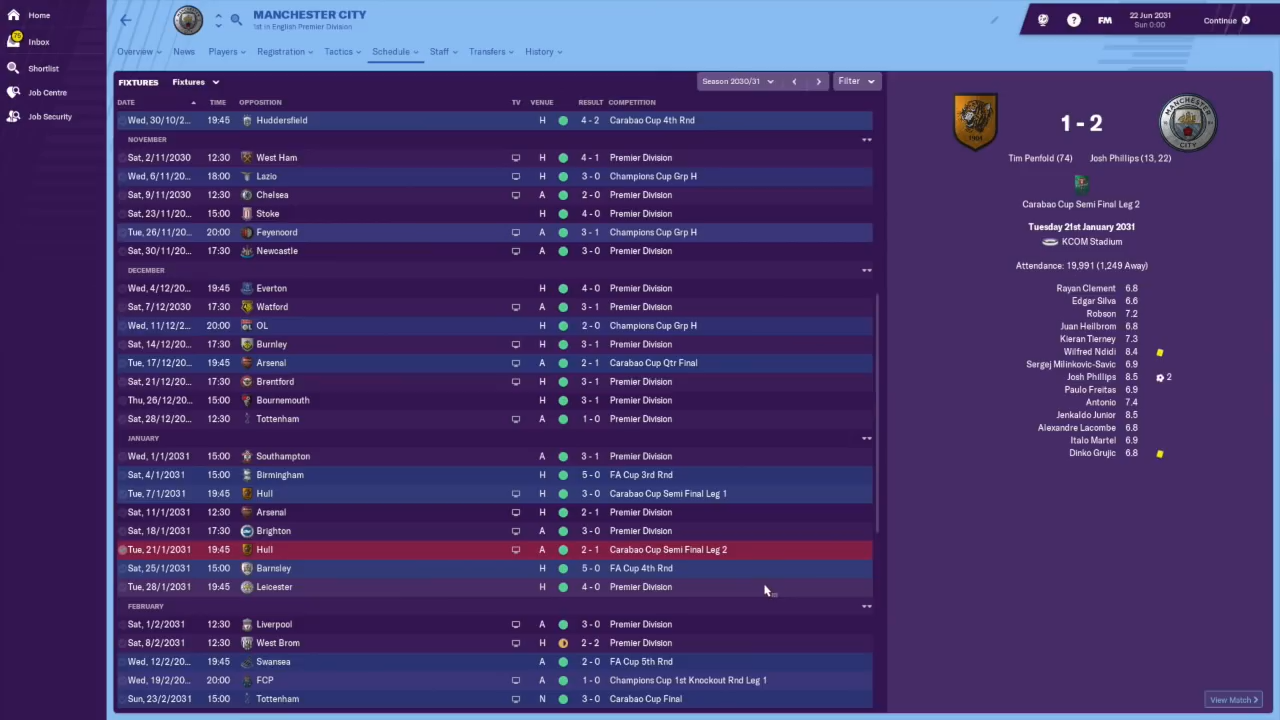 Home
75
Inbox
Shortlist
Job Centre
Job Security
MANCHESTER CITY
1st in English Premier Division
? FM 22 Jun 2031 Sun 0:00 Continue
Overview News Players Registration Tactics Schedule Staff Transfers History
FIXTURES Fixtures Season 2030/31 Filter
DATE TIME OPPOSITION TV VENUE RESULT COMPETITION
Wed, 30/10/2... 19:45 Huddersfield H 4 - 2 Carabao Cup 4th Rnd
NOVEMBER
Sat, 2/11/2030 12:30 West Ham H 4 - 1 Premier Division
Wed, 6/11/20... 18:00 Lazio H 3 - 0 Champions Cup Grp H
Sat, 9/11/2030 12:30 Chelsea A 2 - 0 Premier Division
Sat, 23/11/20... 15:00 Stoke H 4 - 0 Premier Division
Tue, 26/11/20... 20:00 Feyenoord A 3 - 1 Champions Cup Grp H
Sat, 30/11/20... 17:30 Newcastle A 3 - 0 Premier Division
DECEMBER
Wed, 4/12/20... 19:45 Everton H 4 - 0 Premier Division
Sat, 7/12/2030 17:30 Watford A 3 - 1 Premier Division
Wed, 11/12/2... 20:00 OL H 2 - 0 Champions Cup Grp H
Sat, 14/12/20... 17:30 Burnley H 3 - 1 Premier Division
Tue, 17/12/20... 19:45 Arsenal A 2 - 1 Carabao Cup Qtr Final
Sat, 21/12/20... 17:30 Brentford H 3 - 1 Premier Division
Thu, 26/12/20... 15:00 Bournemouth H 3 - 1 Premier Division
Sat, 28/12/20... 12:30 Tottenham A 1 - 0 Premier Division
JANUARY
Wed, 1/1/2031 15:00 Southampton A 3 - 1 Premier Division
Sat, 4/1/2031 15:00 Birmingham H 5 - 0 FA Cup 3rd Rnd
Tue, 7/1/2031 19:45 Hull H 3 - 0 Carabao Cup Semi Final Leg 1
Sat, 11/1/2031 12:30 Arsenal H 2 - 1 Premier Division
Sat, 18/1/2031 17:30 Brighton A 3 - 0 Premier Division
Tue, 21/1/2031 19:45 Hull A 2 - 1 Carabao Cup Semi Final Leg 2
Sat, 25/1/2031 15:00 Barnsley H 5 - 0 FA Cup 4th Rnd
Tue, 28/1/2031 19:45 Leicester H 4 - 0 Premier Division
FEBRUARY
Sat, 1/2/2031 12:30 Liverpool A 3 - 0 Premier Division
Sat, 8/2/2031 12:30 West Brom H 2 - 2 Premier Division
Wed, 12/2/20... 19:45 Swansea A 2 - 0 FA Cup 5th Rnd
Wed, 19/2/20... 20:00 FCP A 1 - 0 Champions Cup 1st Knockout Rnd Leg 1
Sun, 23/2/2031 15:00 Tottenham N 3 - 0 Carabao Cup Final
1904
1 - 2
MANCHESTER CITY
Tim Penfold (74) Josh Phillips (13, 22)
Carabao Cup Semi Final Leg 2
Tuesday 21st January 2031
KCOM Stadium
Attendance: 19,991 (1,249 Away)
Rayan Clement 6.8
Edgar Silva 6.6
Robson 7.2
Juan Heilbrom 6.8
Kieran Tierney 7.3
Wilfred Ndidi 8.4
Sergej Milinkovic-Savic 6.9
Josh Phillips 8.5 2
Paulo Freitas 6.9
Antonio 7.4
Jenkaldo Junior 8.5
Alexandre Lacombe 6.8
Italo Martel 6.9
Dinko Grujic 6.8
View Match